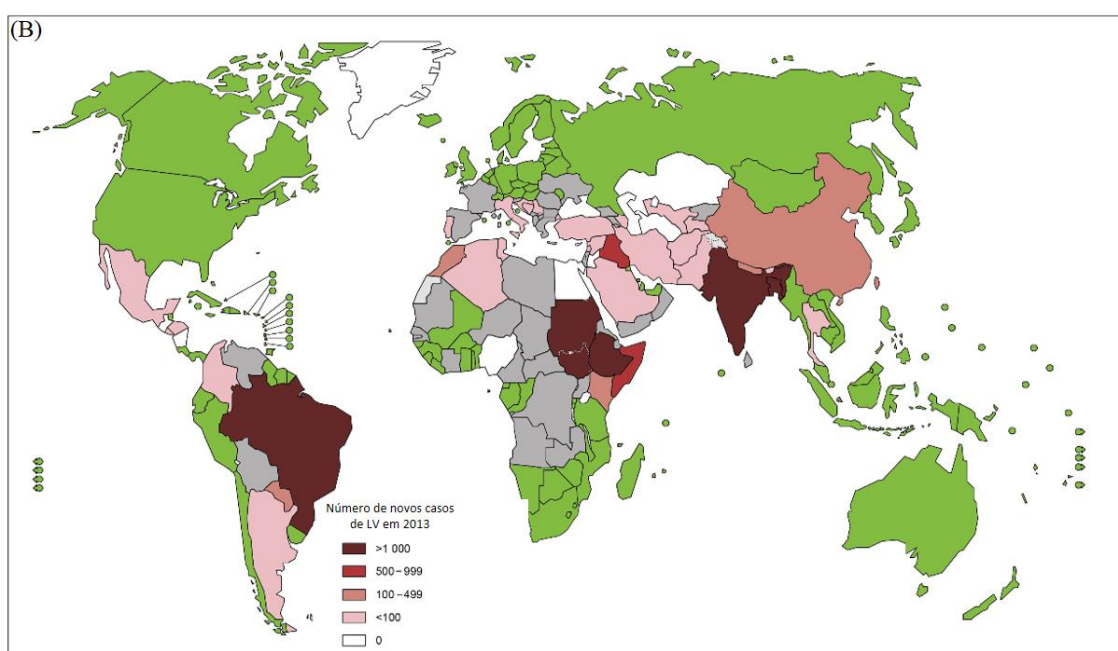 (B)
Número de novos casos
de LV em 2013
>1 000
500–999
100–499
<100
0